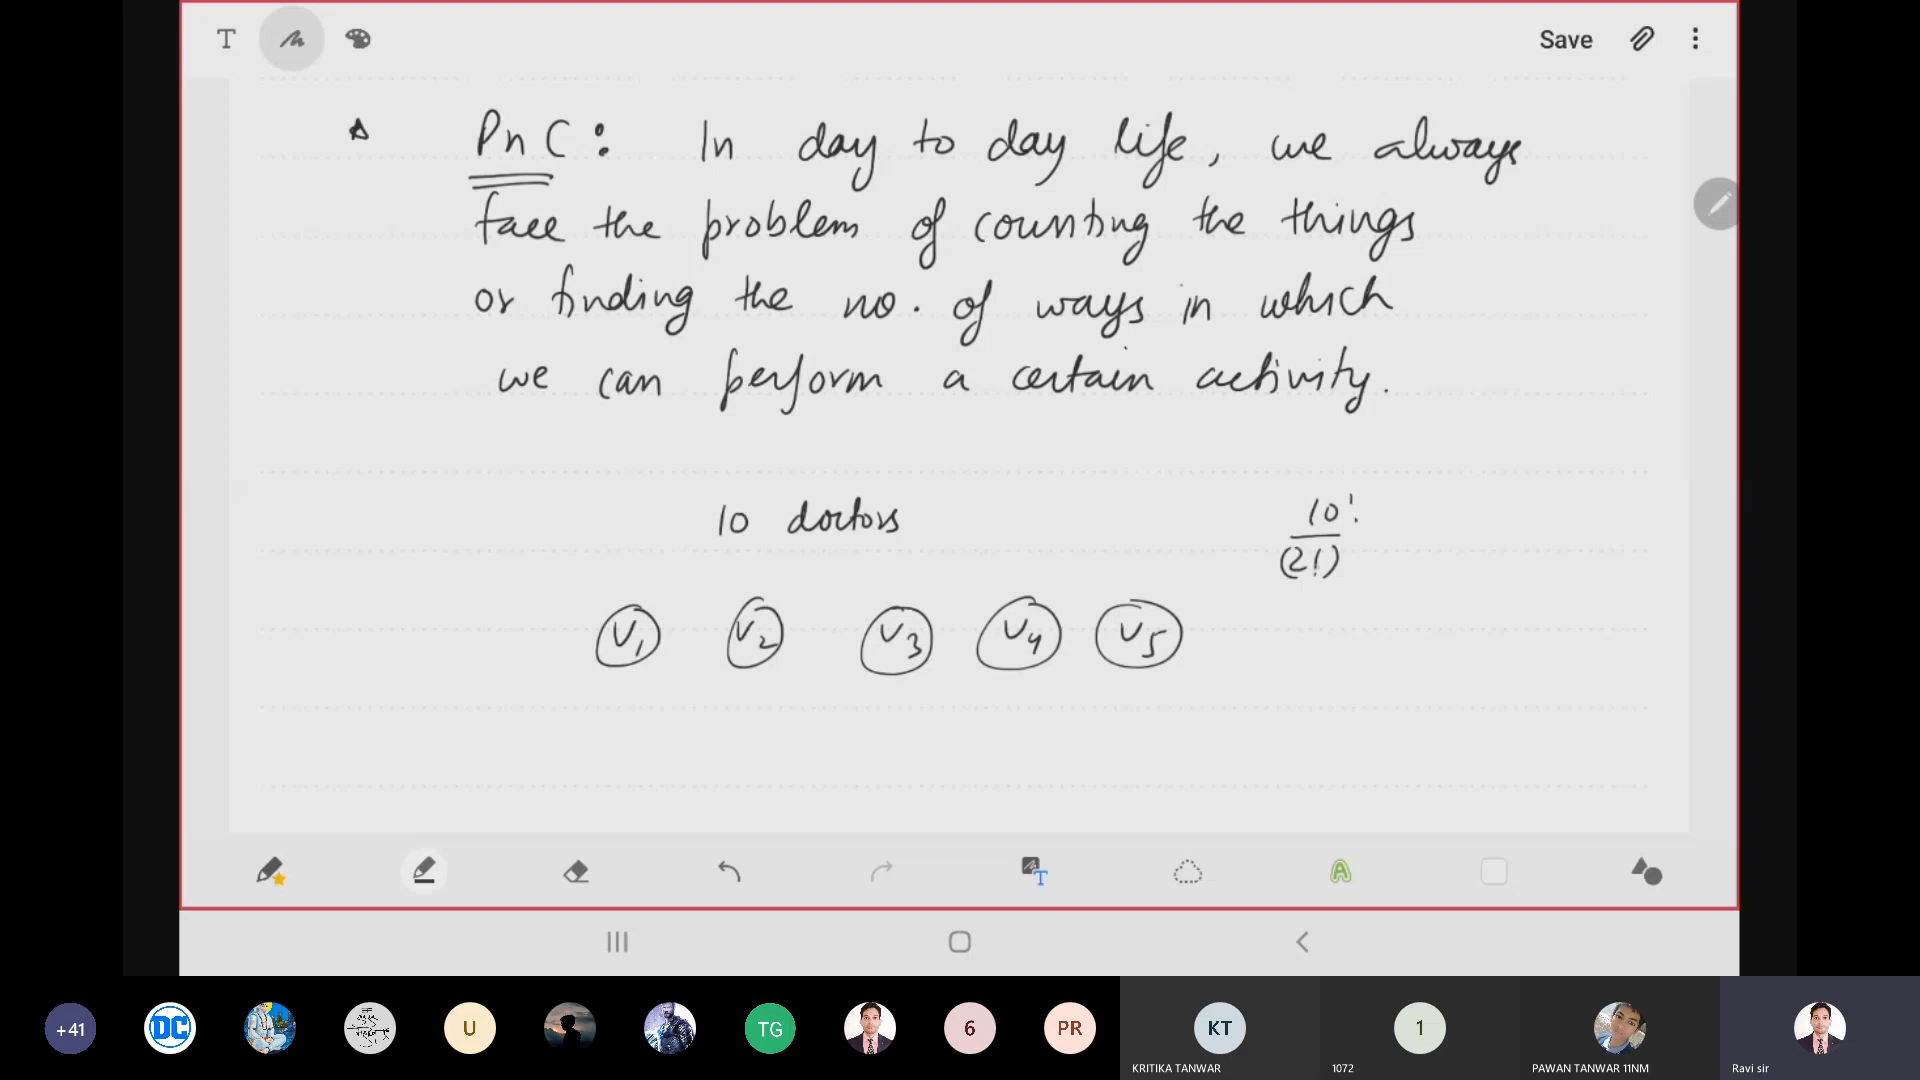 T
Save
PnC: In day to day life, we always
face the problem of counting the things
or finding the no. of ways in which
we can perform a certain activity.
10 doctors
10!
(2!)
V1 V2 V3 V4 V5
T
A
+41
DC
U
TG
6
PR
KT
1
KRITIKA TANWAR
1072
PAWAN TANWAR 11NM
Ravi sir